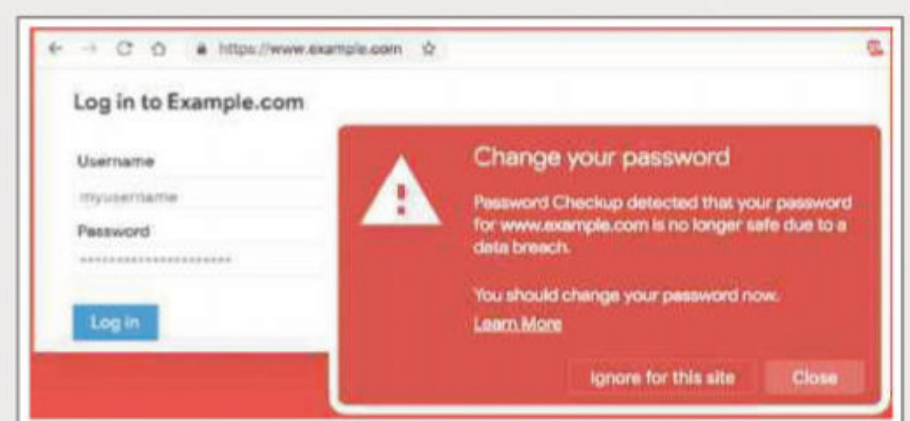 https://www.example.com
Log in to Example.com
Username
myusername
Password
Log in
Change your password
Password Checkup detected that your password
for www.example.com is no longer safe due to a
data breach.
You should change your password now.
Learn More
Ignore for this site
Close